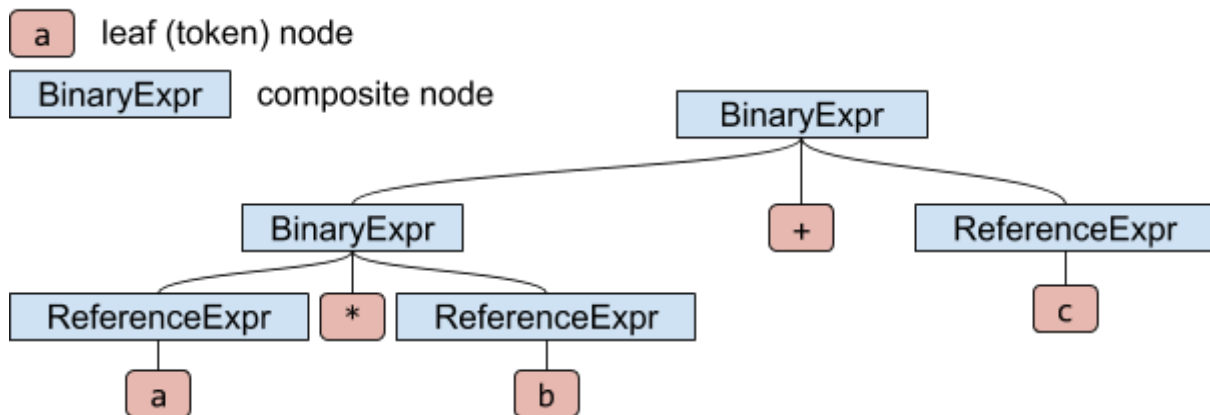 a leaf (token) node
BinaryExpr composite node
BinaryExpr
BinaryExpr + ReferenceExpr
ReferenceExpr * ReferenceExpr c
a b